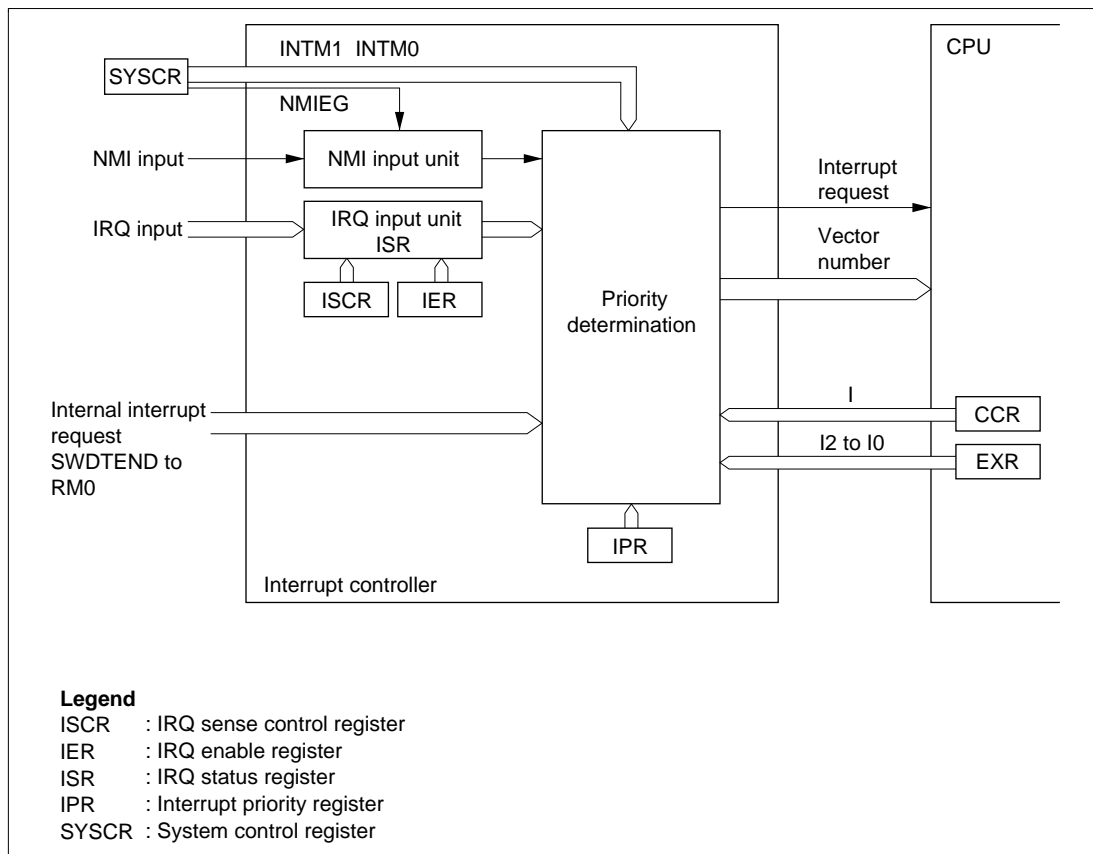 INTM1 INTM0
CPU
SYSCR
NMIEG
NMI input
NMI input unit
Interrupt
request
IRQ input
IRQ input unit
ISR
Vector
number
ISCR
IER
Priority
determination
Internal interrupt
request
SWDTEND to
RM0
I
CCR
I2 to I0
EXR
IPR
Interrupt controller
Legend
ISCR : IRQ sense control register
IER : IRQ enable register
ISR : IRQ status register
IPR : Interrupt priority register
SYSCR : System control register